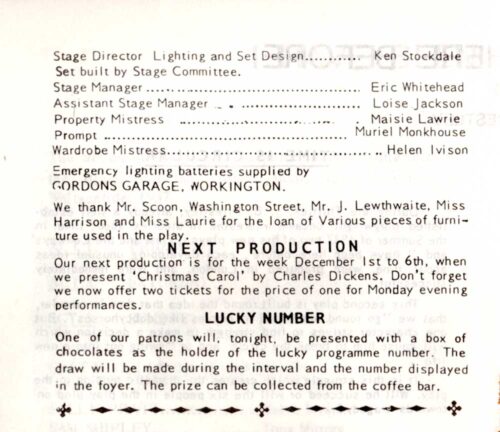 Stage Director Lighting and Set Design............ Ken Stockdale
Set built by Stage Committee.
Stage Manager........................................ Eric Whitehead
Assistant Stage Manager .. .......................... Loise Jackson
Property Mistress ................................ . Maisie Lawrie
Prompt ................................................ Muriel Monkhouse
Wardrobe Mistress...................................... Helen Ivison
Emergency lighting batteries supplied by
GORDONS GARAGE, WORKINGTON.
We thank Mr. Scoon, Washington Street, Mr. J. Lewthwaite, Miss
Harrison and Miss Laurie for the loan of Various pieces of furni-
ture used in the play.
NEXT PRODUCTION
Our next production is for the week December 1st to 6th, when
we present 'Christmas Carol' by Charles Dickens. Don't forget
we now offer two tickets for the price of one for Monday evening
performances.
LUCKY NUMBER
One of our patrons will, tonight, be presented with a box of
chocolates as the holder of the lucky programme number. The
draw will be made during the interval and the number displayed
in the foyer. The prize can be collected from the coffee bar.